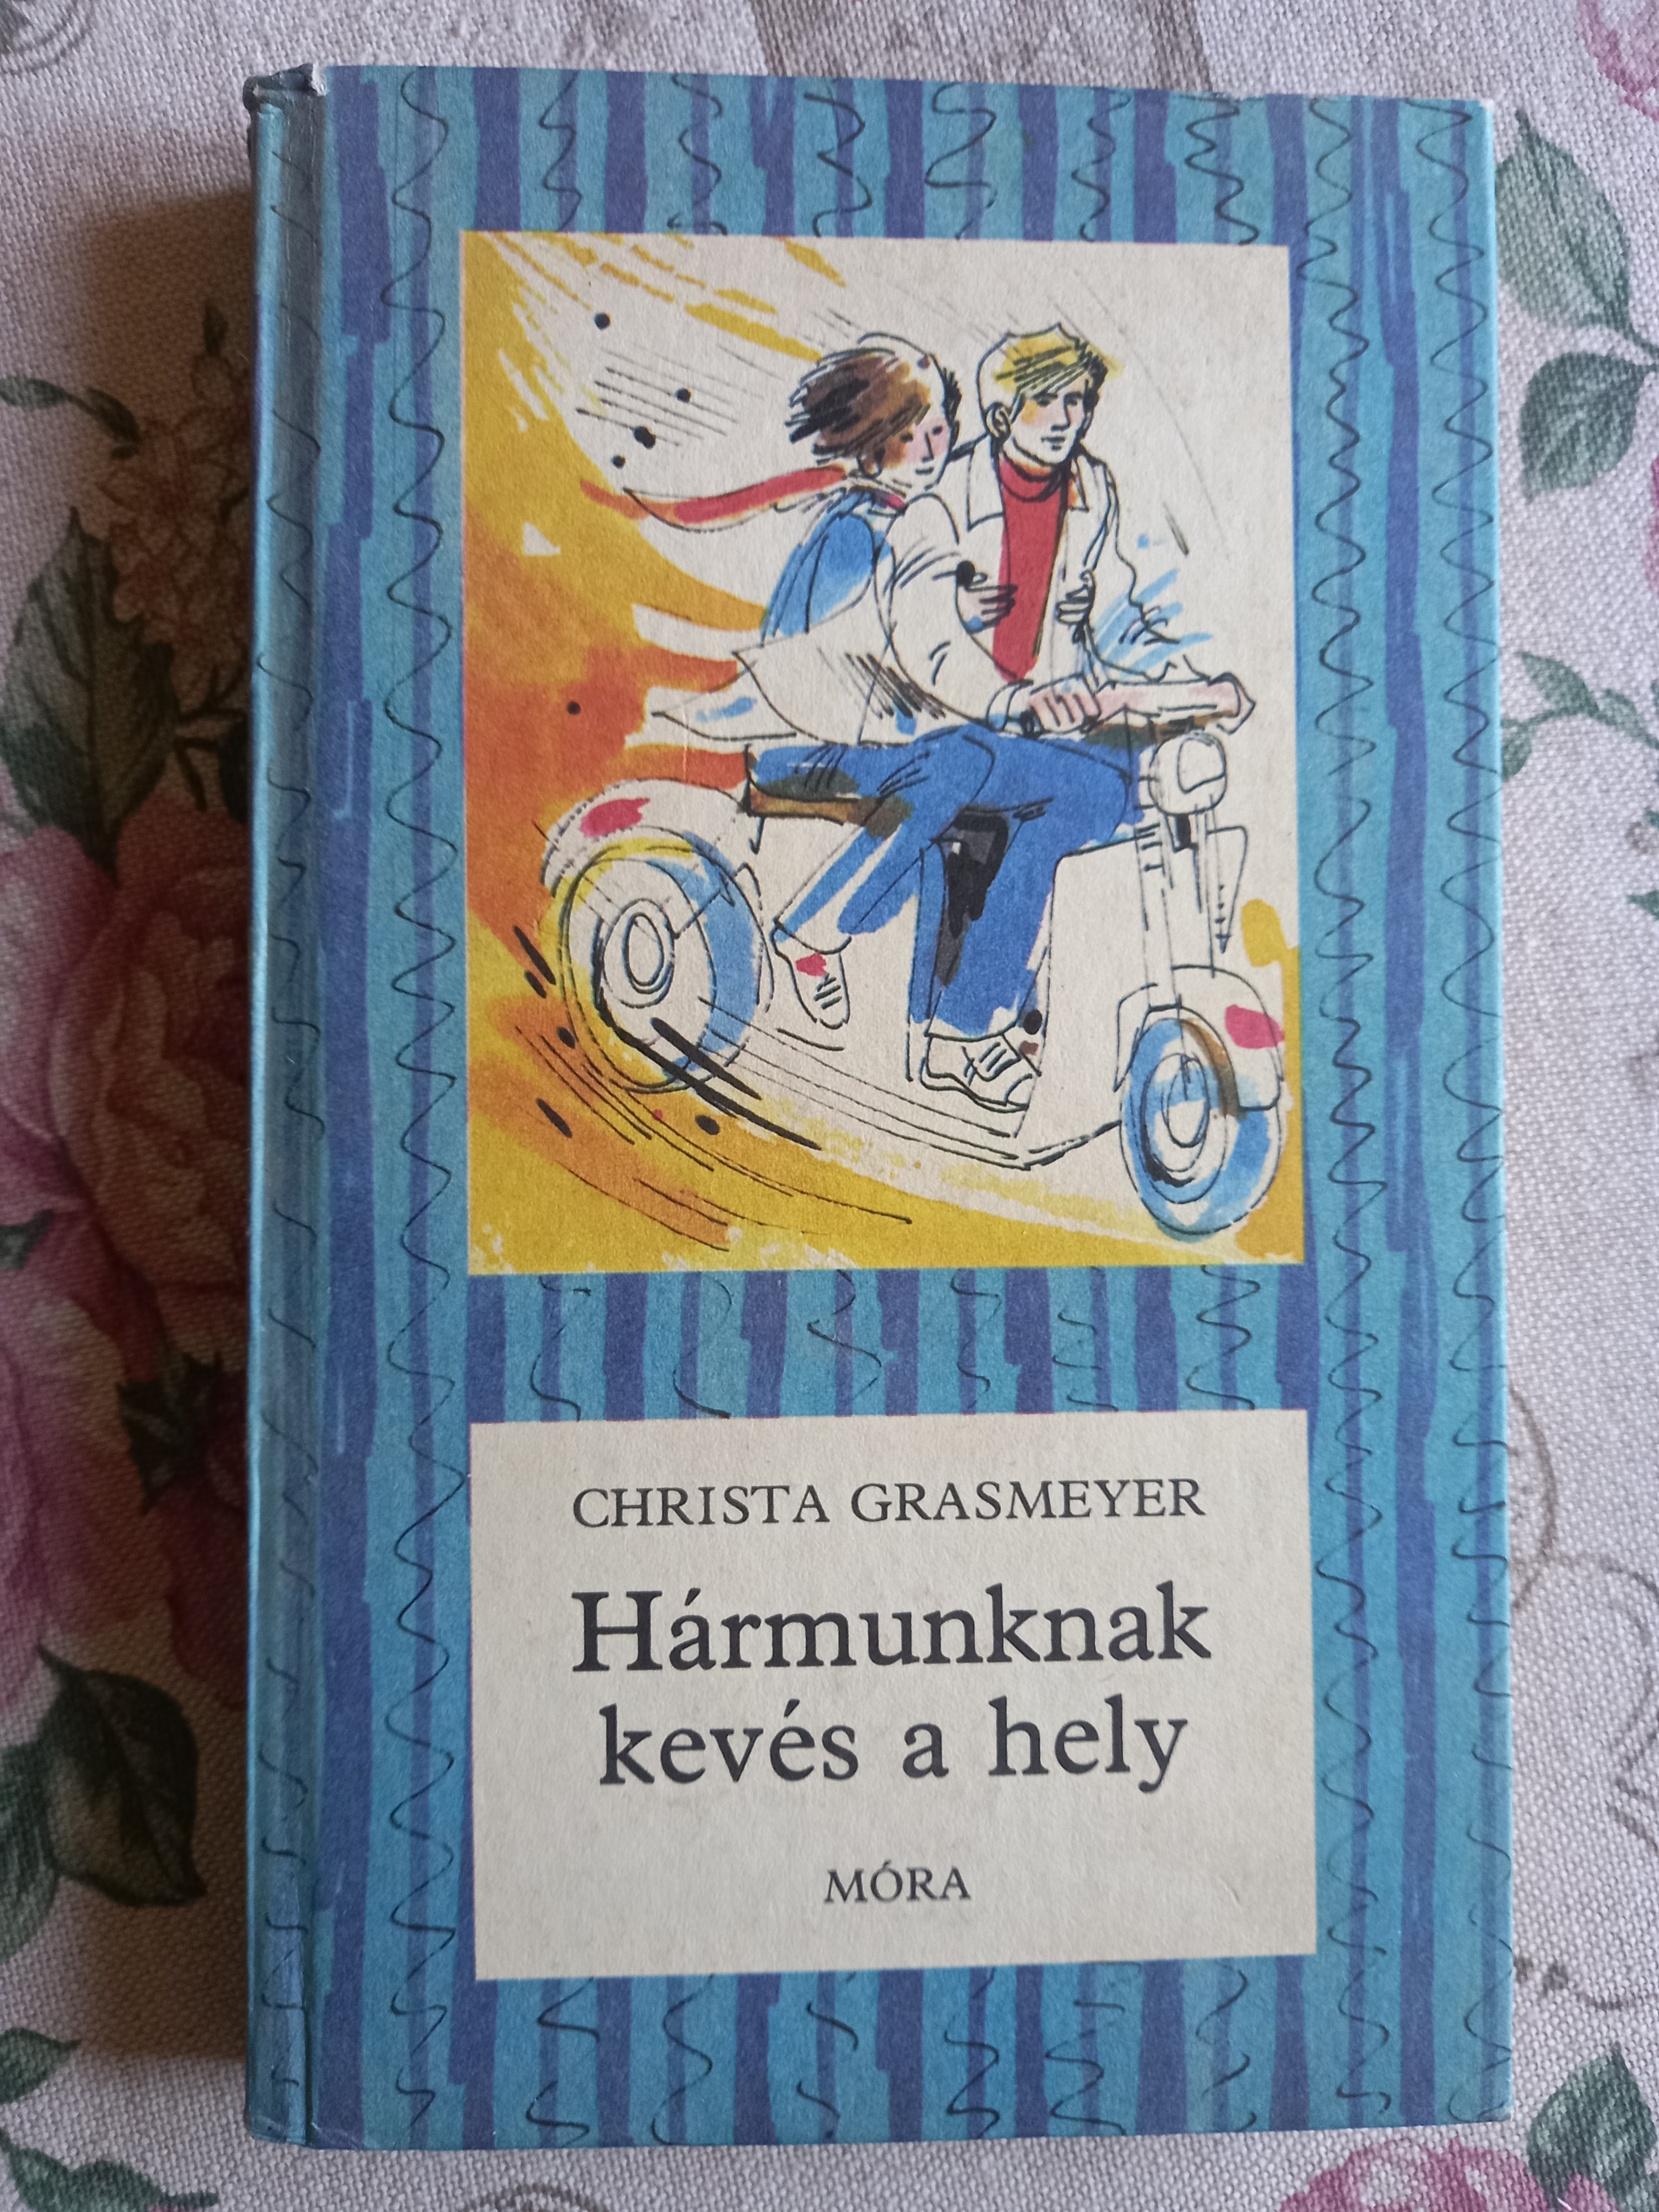 CHRISTA GRASMEYER
Hármunknak
kevés a hely
MÓRA